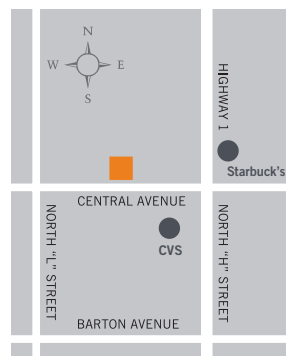 N
W E
S
HIGHWAY 1
Starbuck's
CENTRAL AVENUE
NORTH "L" STREET
CVS
NORTH "H" STREET
BARTON AVENUE